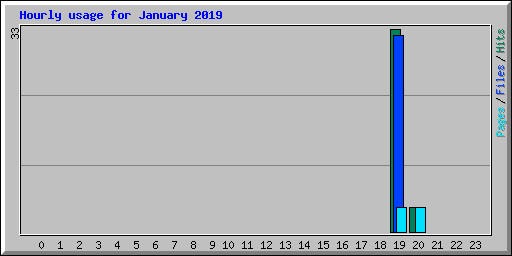 Hourly usage for January 2019
33
Pages/Files/Hits
0 1 2 3 4 5 6 7 8 9 10 11 12 13 14 15 16 17 18 19 20 21 22 23